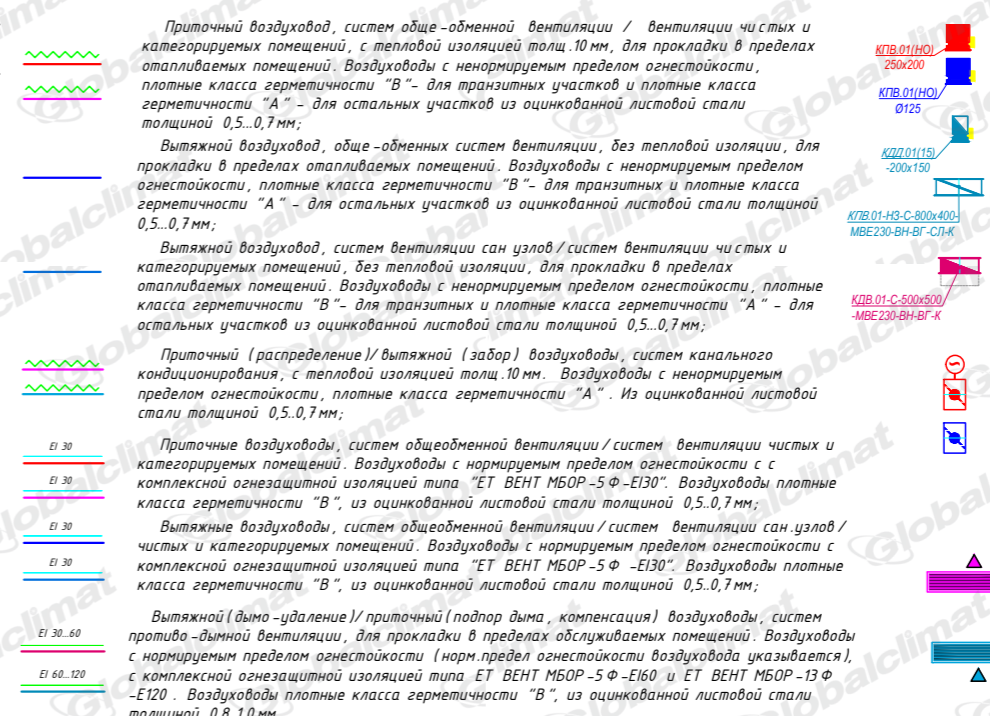 Приточный воздуховод, систем обще-обменной вентиляции / вентиляции чистых и
категорируемых помещений, с тепловой изоляцией толщ.10 мм, для прокладки в пределах
отапливаемых помещений. Воздуховоды с ненормируемым пределом огнестойкости,
плотные класса герметичности "В"- для транзитных участков и плотные класса
герметичности "А" - для остальных участков из оцинкованной листовой стали
толщиной 0,5...0,7 мм;
Вытяжной воздуховод, обще-обменных систем вентиляции, без тепловой изоляции, для
прокладки в пределах отапливаемых помещений. Воздуховоды с ненормируемым пределом
огнестойкости, плотные класса герметичности "В"- для транзитных и плотные класса
герметичности "А" - для остальных участков из оцинкованной листовой стали толщиной
0,5...0,7 мм;
Вытяжной воздуховод, систем вентиляции сан узлов/систем вентиляции чистых и
категорируемых помещений, без тепловой изоляции, для прокладки в пределах
отапливаемых помещений. Воздуховоды с ненормируемым пределом огнестойкости, плотные
класса герметичности "В"- для транзитных и плотные класса герметичности "А" - для
остальных участков из оцинкованной листовой стали толщиной 0,5...0,7 мм;
Приточный (распределение)/вытяжной (забор) воздуховоды, систем канального
кондиционирования, с тепловой изоляцией толщ.10 мм. Воздуховоды с ненормируемым
пределом огнестойкости, плотные класса герметичности "А". Из оцинкованной листовой
стали толщиной 0,5..0,7 мм;
EI 30
EI 30
Приточные воздуховоды, систем общеобменной вентиляции/систем вентиляции чистых и
категорируемых помещений. Воздуховоды с нормируемым пределом огнестойкости с с
комплексной огнезащитной изоляцией типа "ЕТ ВЕНТ МБОР-5 Ф-EI30". Воздуховоды плотные
класса герметичности "В", из оцинкованной листовой стали толщиной 0,5..0,7 мм;
EI 30
EI 30
Вытяжные воздуховоды, систем общеобменной вентиляции/систем вентиляции сан.узлов/
чистых и категорируемых помещений. Воздуховоды с нормируемым пределом огнестойкости с
комплексной огнезащитной изоляцией типа "ЕТ ВЕНТ МБОР-5 Ф -EI30". Воздуховоды плотные
класса герметичности "В", из оцинкованной листовой стали толщиной 0,5..0,7 мм;
EI 30...60
EI 60...120
Вытяжной(дымо-удаление)/приточный(подпор дыма, компенсация) воздуховоды, систем
противо-дымной вентиляции, для прокладки в пределах обслуживаемых помещений. Воздуховоды
с нормируемым пределом огнестойкости (норм.предел огнестойкости воздуховода указывается),
с комплексной огнезащитной изоляцией типа ЕТ ВЕНТ МБОР-5 Ф-EI60 и ЕТ ВЕНТ МБОР-13 Ф
-Е120 . Воздуховоды плотные класса герметичности "В", из оцинкованной листовой стали
толщиной 0,8..1,0 мм
КПВ.01(НО)
250х200
КПВ.01(НО)
Ø125
КДД.01(15)
-200х150
КПВ.01-НЗ-С-800х400-
МВЕ230-ВН-ВГ-СЛ-К
КДВ.01-С-500х500
-МВЕ230-ВН-ВГ-К